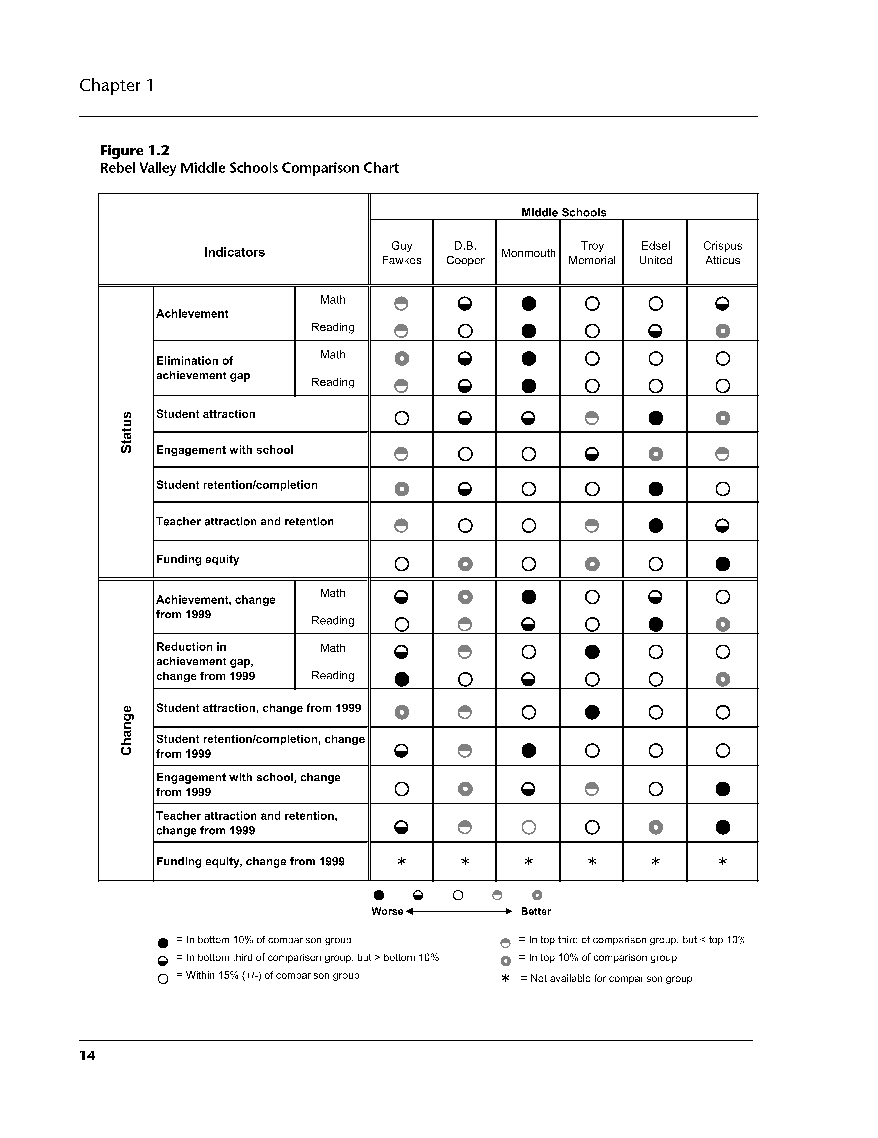 Chapter 1
Figure 1.2
Rebel Valley Middle Schools Comparison Chart
Middle Schools
Indicators
Guy Fawkes
D.B. Cooper
Monmouth
Troy Memorial
Edsel United
Crispus Atticus
Status
Achievement
Math
Reading
Elimination of
achievement gap
Math
Reading
Student attraction
Engagement with school
Student retention/completion
Teacher attraction and retention
Funding equity
Change
Achievement, change
from 1999
Math
Reading
Reduction in
achievement gap,
change from 1999
Math
Reading
Student attraction, change from 1999
Student retention/completion, change
from 1999
Engagement with school, change
from 1999
Teacher attraction and retention,
change from 1999
Funding equity, change from 1999 * * * * * *
Worse Better
= In bottom 10% of comparison group
= In bottom third of comparison group, but > bottom 10%
= Within 15% (+/-) of comparison group
= In top third of comparison group, but < top 10%
= In top 10% of comparison group
* = Not available for comparison group
14